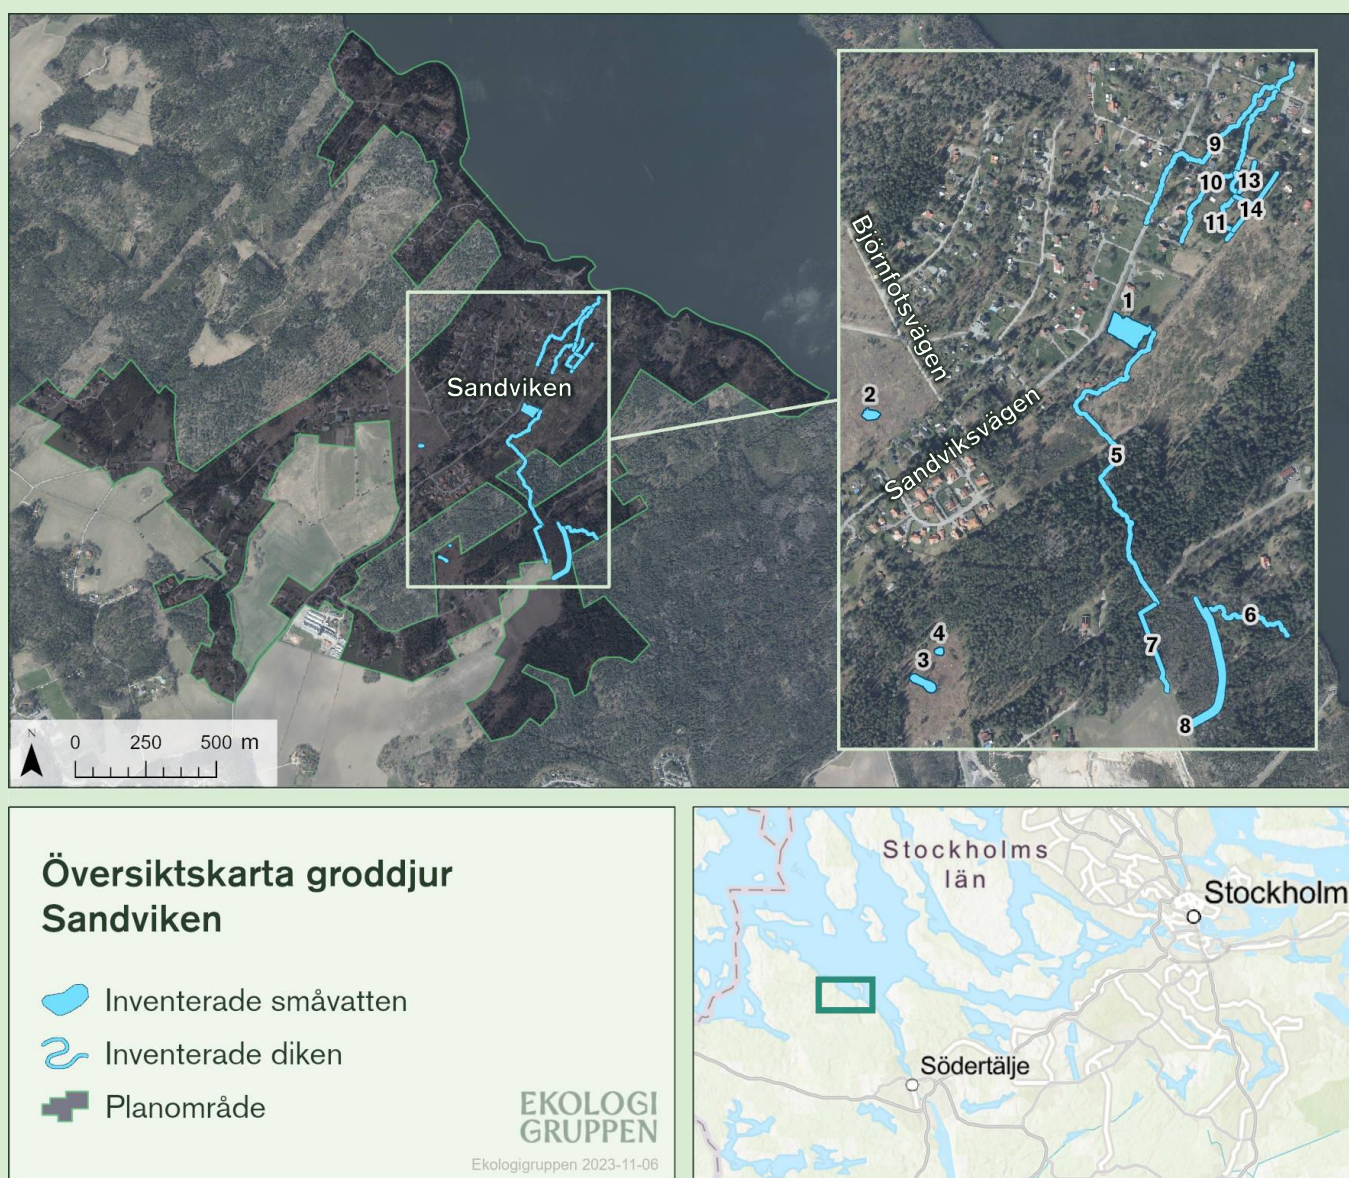 Sandviken
N
0 250 500 m
Björnfotsvägen
Sandviksvägen
9
10
13
11
14
1
2
5
6
4
7
3
8
Översiktskarta groddjur
Sandviken
Inventerade småvatten
Inventerade diken
Planområde
EKOLOGI
GRUPPEN
Ekologigruppen 2023-11-06
Stockholms
län
Stockholm
Södertälje